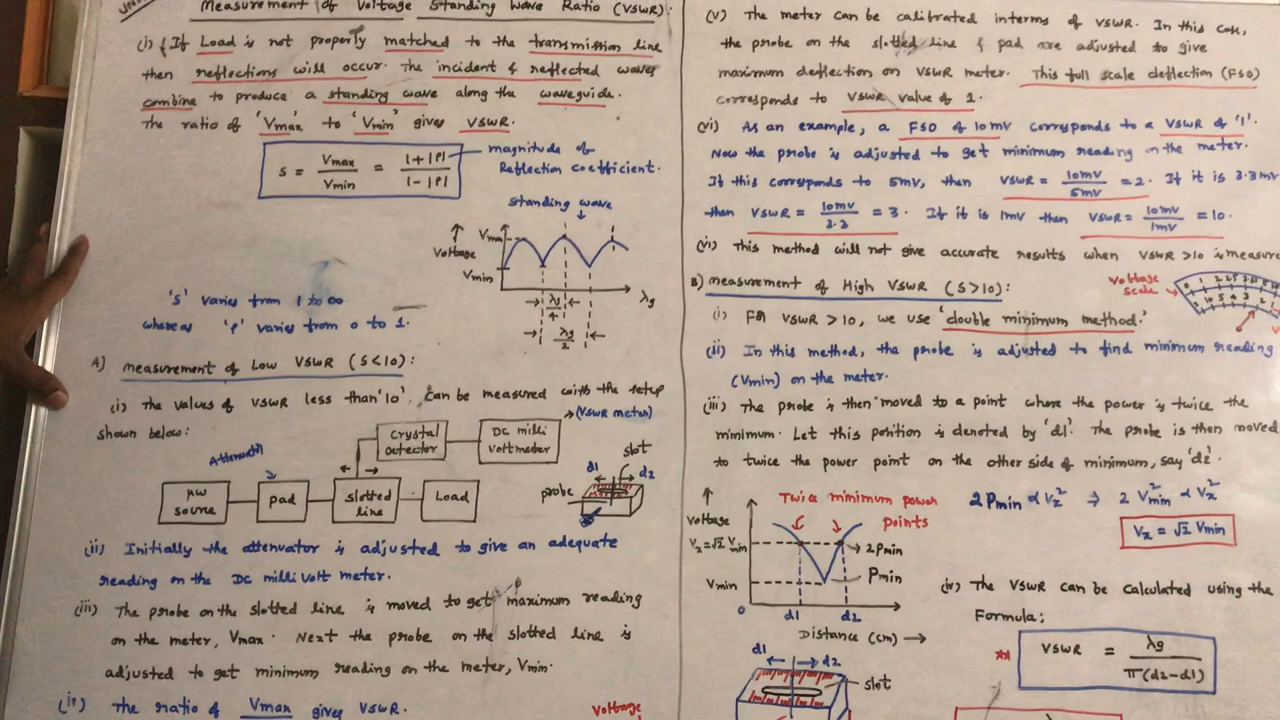 UNIT
Measurement of Voltage Standing Wave Ratio (VSWR):
(i) If Load is not properly matched to the transmission line
then reflections will occur. The incident & reflected waves
combine to produce a standing wave along the waveguide.
The ratio of 'Vmax' to 'Vmin' gives VSWR.
S = Vmax / Vmin = 1+|ρ| / 1-|ρ|
magnitude of
Reflection coefficient.
standing wave
Voltage
Vmax
Vmin
λg
λg/4
λg/2
's' varies from 1 to ∞
whereas 'ρ' varies from 0 to 1.
A) measurement of Low VSWR (S<10):
(i) The values of VSWR less than '10', can be measured with the setup
shown below:
(VSWR meter)
Crystal detector
DC milli voltmeter
Attenuator
μw source
pad
slotted line
Load
slot
d1
d2
probe
(ii) Initially the attenuator is adjusted to give an adequate
reading on the DC millivolt meter.
(iii) The probe on the slotted line is moved to get maximum reading
on the meter, Vmax. Next the probe on the slotted line is
adjusted to get minimum reading on the meter, Vmin.
(iv) The ratio of Vmax gives VSWR.
Voltage
(v) The meter can be calibrated interms of VSWR. In this case,
the probe on the slotted line & pad are adjusted to give
maximum deflection on VSWR meter. This full scale deflection (FSD)
corresponds to VSWR value of 1.
(vi) As an example, a FSD of 10mV corresponds to a VSWR of '1'.
Now the probe is adjusted to get minimum reading on the meter.
If this corresponds to 5mV, then VSWR = 10mV / 5mV = 2. If it is 3.3mV
then VSWR = 10mV / 3.3 = 3. If it is 1mV then VSWR = 10mV / 1mV = 10.
(vi) This method will not give accurate results when VSWR >10 is measure
B) measurement of High VSWR (S>10):
Voltage scale
(i) For VSWR >10, we use 'double minimum method.'
(ii) In this method, the probe is adjusted to find minimum reading
(Vmin) on the meter.
(iii) The probe is then moved to a point where the power is twice the
minimum. Let this position is denoted by 'd1'. The probe is then moved
to twice the power point on the other side of minimum, say 'd2'.
2Pmin ∝ Vx² ⇒ 2Vmin² ∝ Vx²
Vx = √2 Vmin
Twice minimum power
points
voltage
Vx=√2 Vmin
Vmin
0
2Pmin
Pmin
d1
d2
Distance (cm)
(iv) The VSWR can be calculated using the
Formula;
VSWR = λg / π(d2-d1)
d1
d2
slot